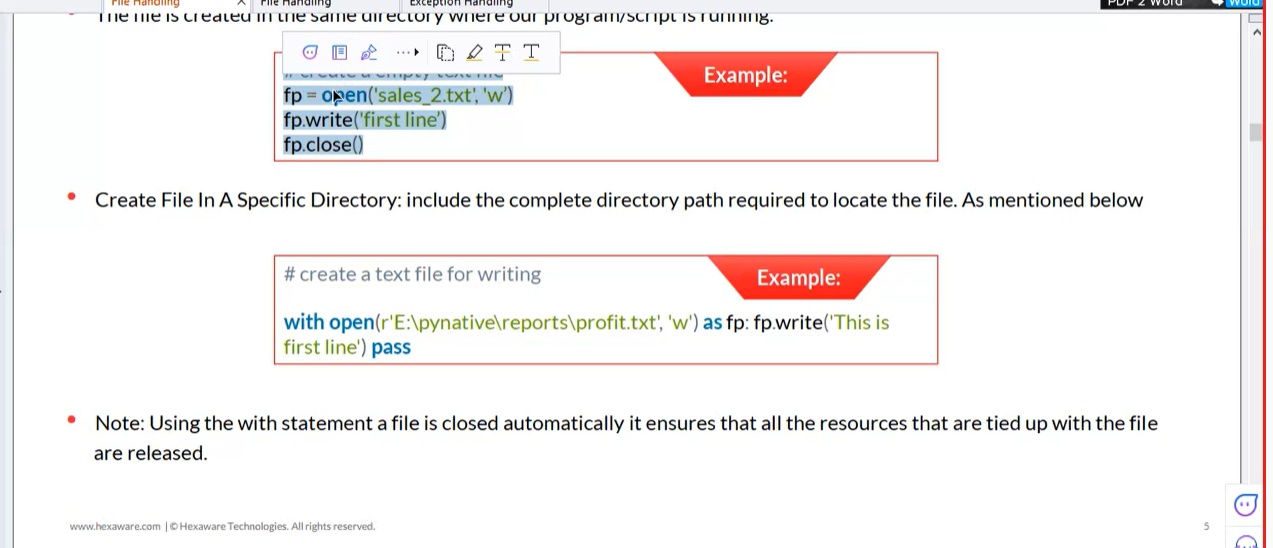 File Handling
File Handling
Exception Handling
PDF 2 Word
Word
The file is created in the same directory where our program/script is running.
# create a empty text file
Example:
fp = open('sales_2.txt', 'w')
fp.write('first line')
fp.close()
Create File In A Specific Directory: include the complete directory path required to locate the file. As mentioned below
# create a text file for writing
Example:
with open(r'E:\pynative\reports\profit.txt', 'w') as fp: fp.write('This is
first line') pass
Note: Using the with statement a file is closed automatically it ensures that all the resources that are tied up with the file
are released.
www.hexaware.com | © Hexaware Technologies. All rights reserved.
5